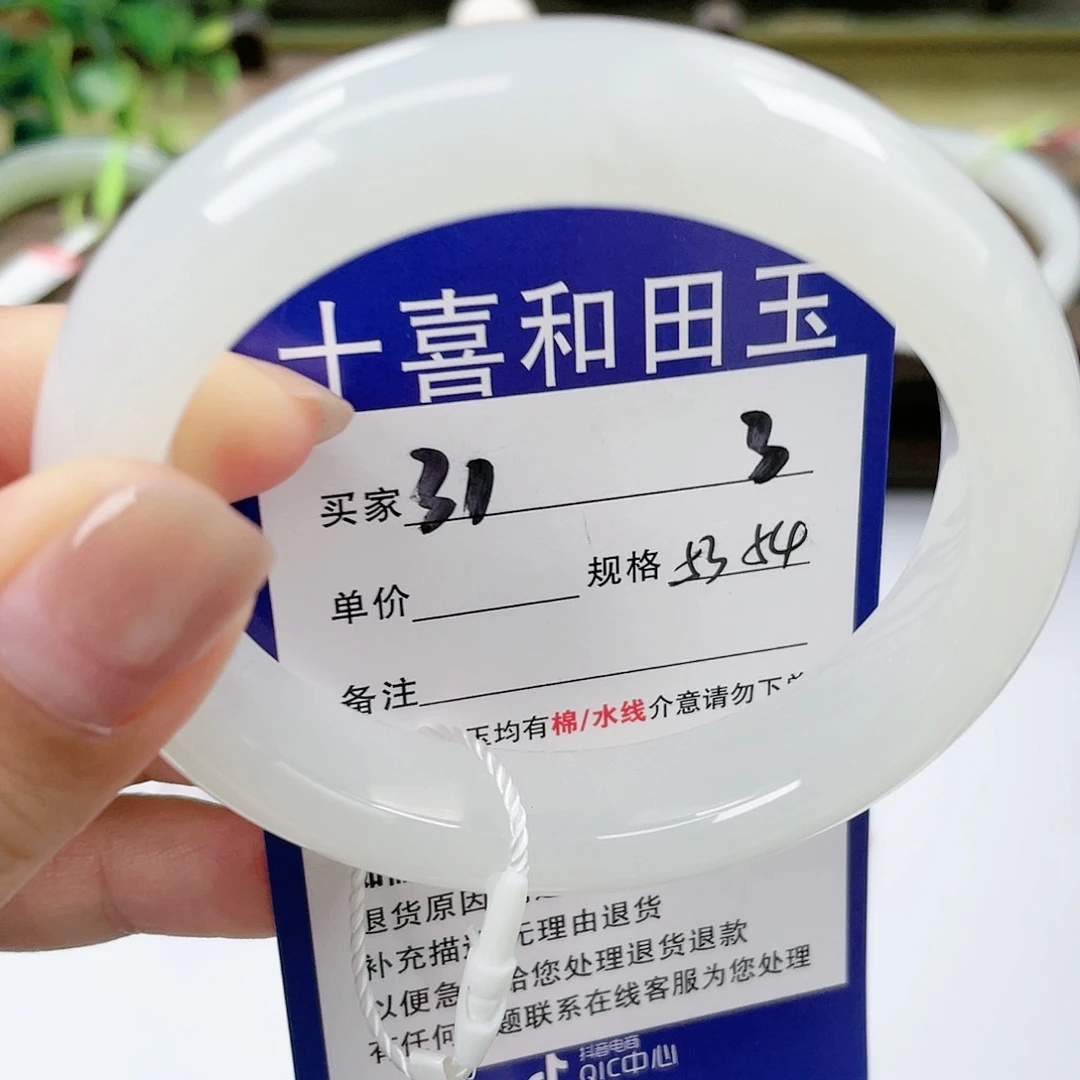 十喜和田玉
买家 31 3
单价
规格 53 54
备注
玉均有棉/水线介意请勿下单
退货原因
补充描述 无理由退货
以便急 给您处理退货退款
有任何 题联系在线客服为您处理
抖音电商
QIC中心